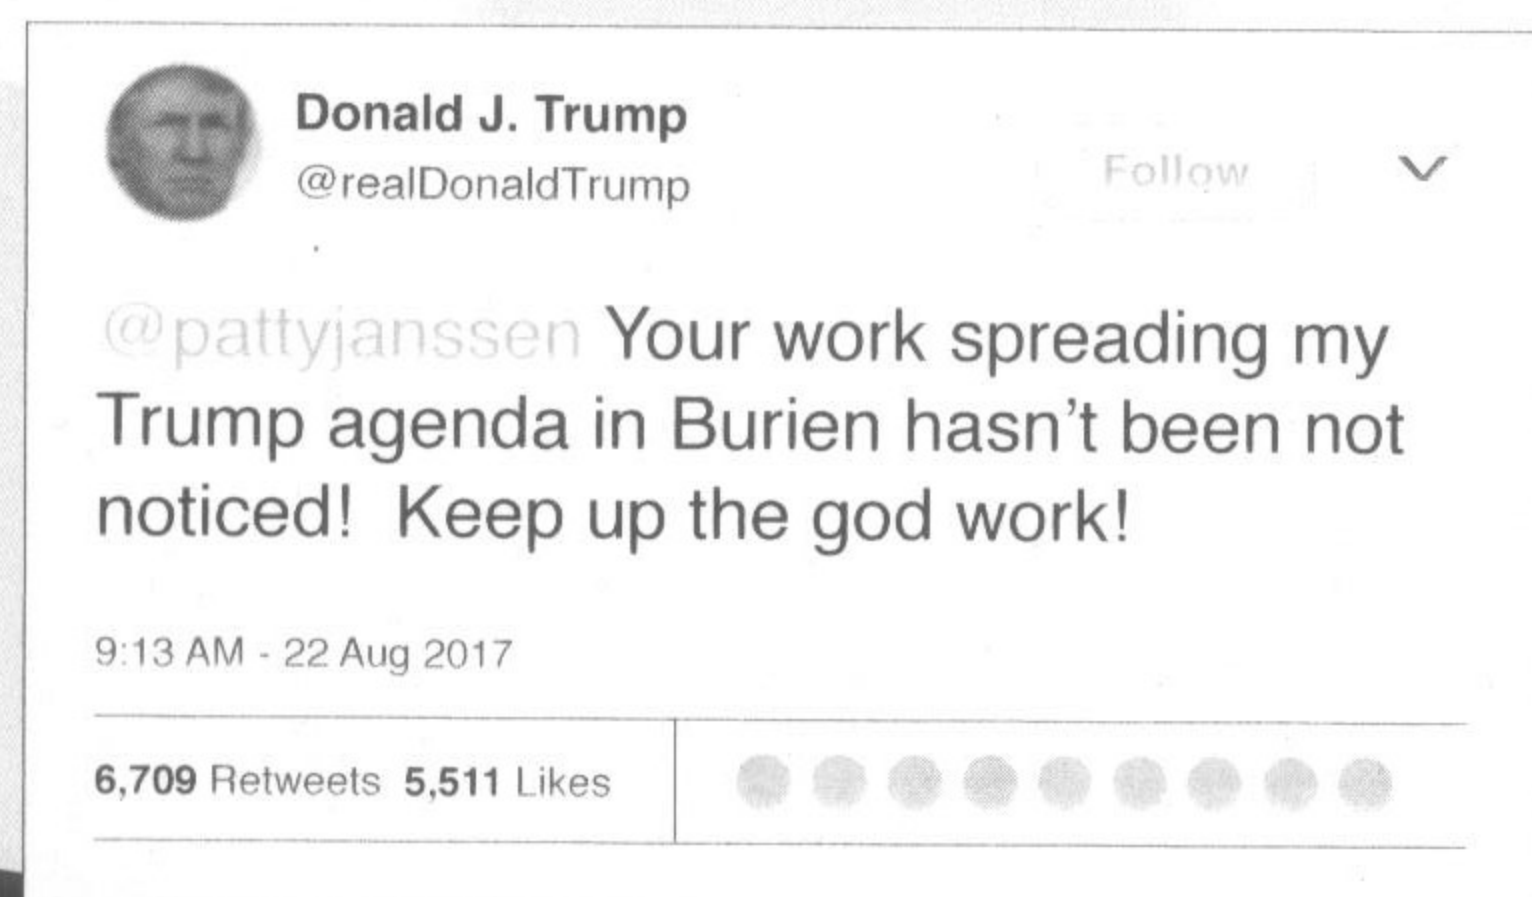 Donald J. Trump
@realDonaldTrump
Follow
@pattyjanssen Your work spreading my
Trump agenda in Burien hasn't been not
noticed!  Keep up the god work!
9:13 AM - 22 Aug 2017
6,709 Retweets 5,511 Likes